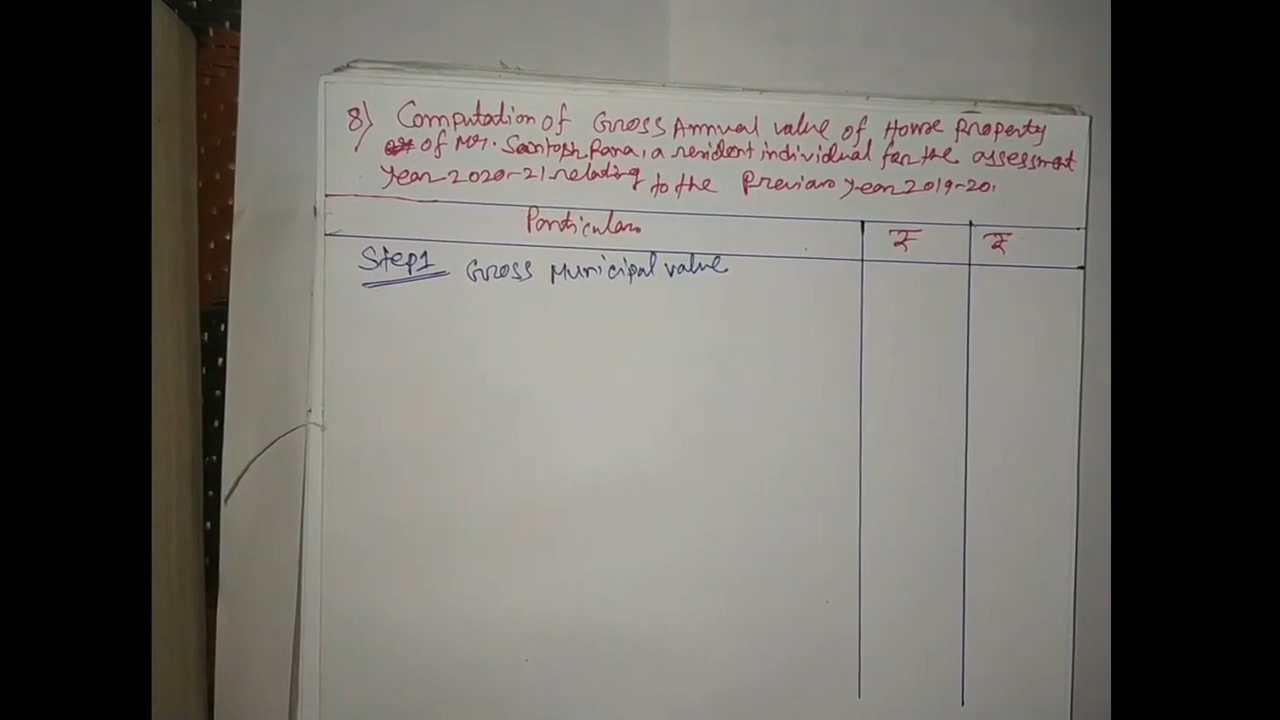 8) Computation of Gross Annual value of House Property
of Mr. Santosh Rana, a resident individual for the assessment
year 2020-21 relating to the Previous year 2019-20.
Particulars ₹ ₹
Step1 Gross Municipal value